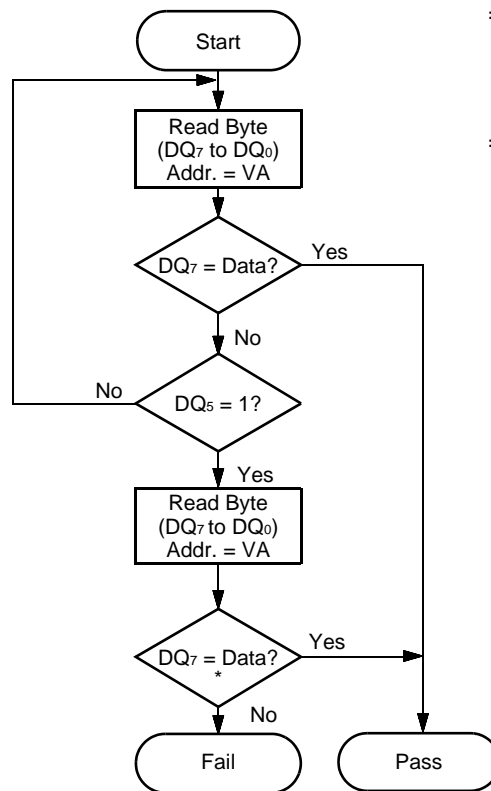 Start
Read Byte
(DQ7 to DQ0)
Addr. = VA
DQ7 = Data?
Yes
No
DQ5 = 1?
No
Yes
Read Byte
(DQ7 to DQ0)
Addr. = VA
DQ7 = Data?
*
Yes
No
Fail
Pass